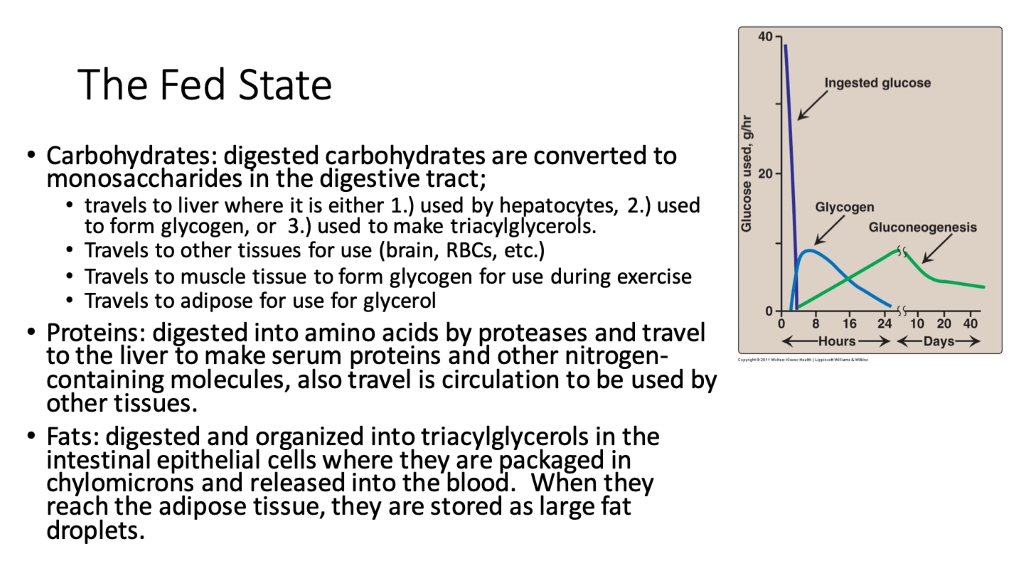 The Fed State
• Carbohydrates: digested carbohydrates are converted to
monosaccharides in the digestive tract;
• travels to liver where it is either 1.) used by hepatocytes, 2.) used
to form glycogen, or 3.) used to make triacylglycerols.
• Travels to other tissues for use (brain, RBCs, etc.)
• Travels to muscle tissue to form glycogen for use during exercise
• Travels to adipose for use for glycerol
• Proteins: digested into amino acids by proteases and travel
to the liver to make serum proteins and other nitrogen-
containing molecules, also travel is circulation to be used by
other tissues.
• Fats: digested and organized into triacylglycerols in the
intestinal epithelial cells where they are packaged in
chylomicrons and released into the blood. When they
reach the adipose tissue, they are stored as large fat
droplets.
40
Ingested glucose
Glucose used, g/hr
20
Glycogen
Gluconeogenesis
0
0 8 16 24 10 20 40
Hours Days
Copyright © 2011 Wolters Kluwer Health | Lippincott Williams & Wilkins